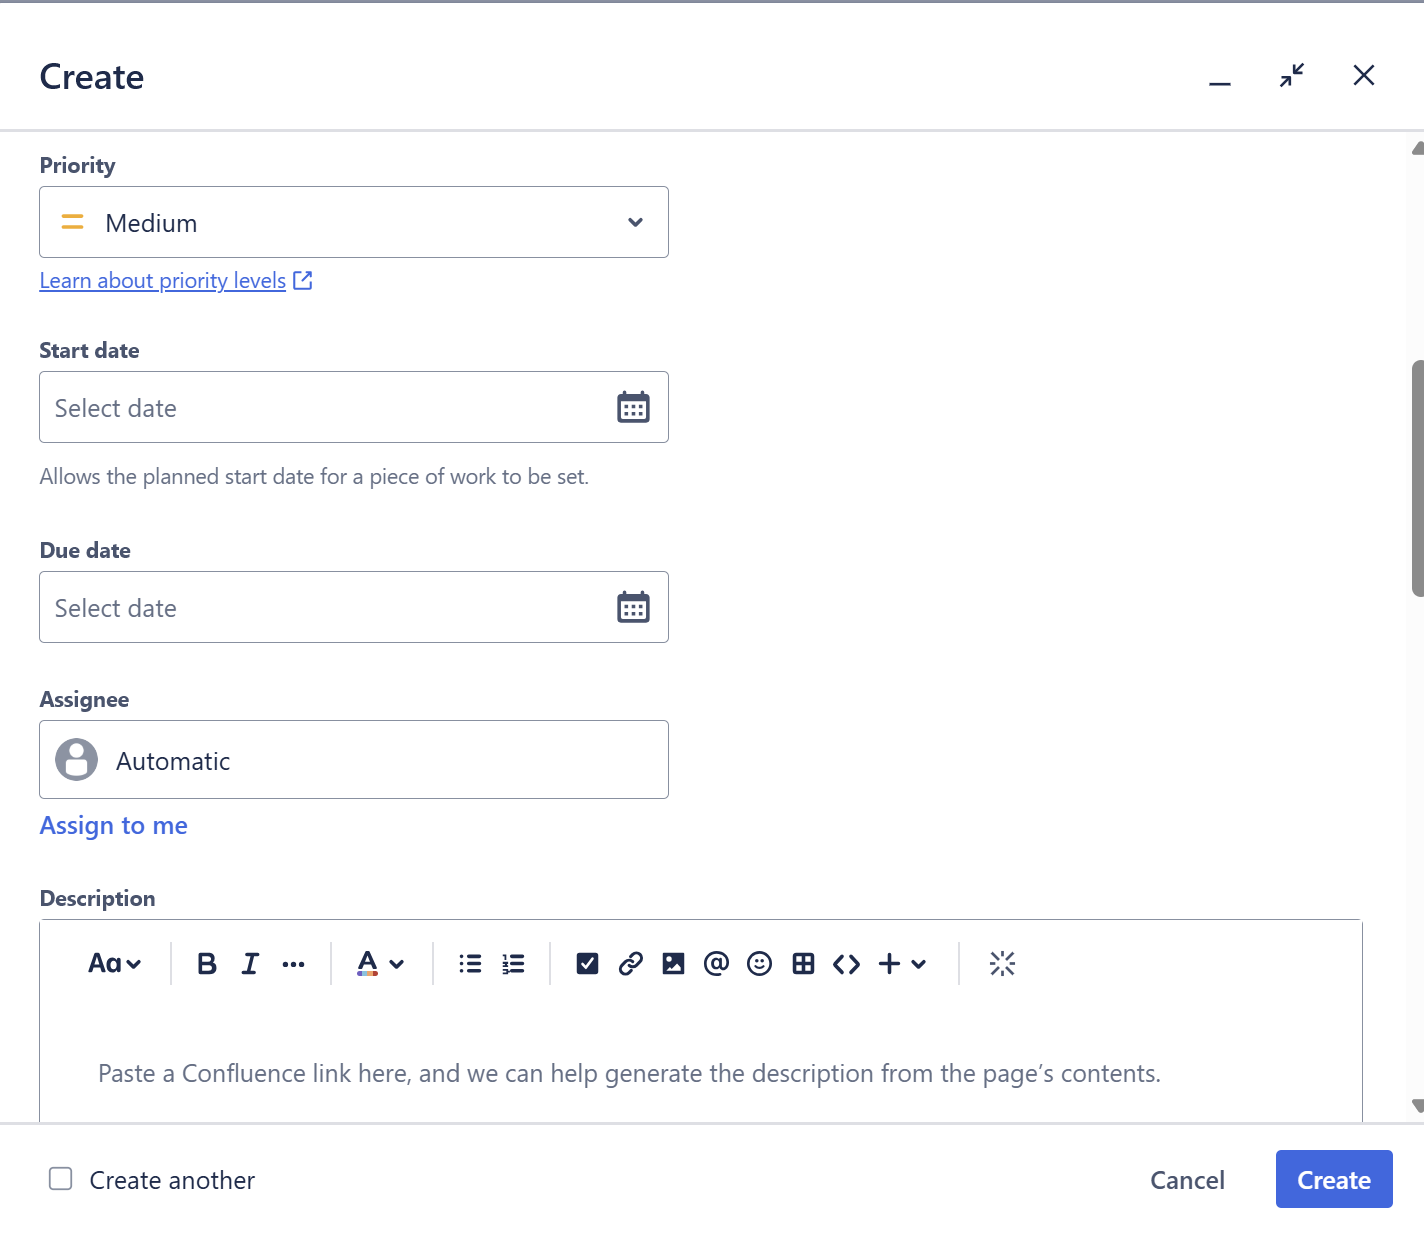 Create
Priority
Medium
Learn about priority levels
Start date
Select date
Allows the planned start date for a piece of work to be set.
Due date
Select date
Assignee
Automatic
Assign to me
Description
Aa B I A @
Paste a Confluence link here, and we can help generate the description from the page’s contents.
Create another Cancel Create